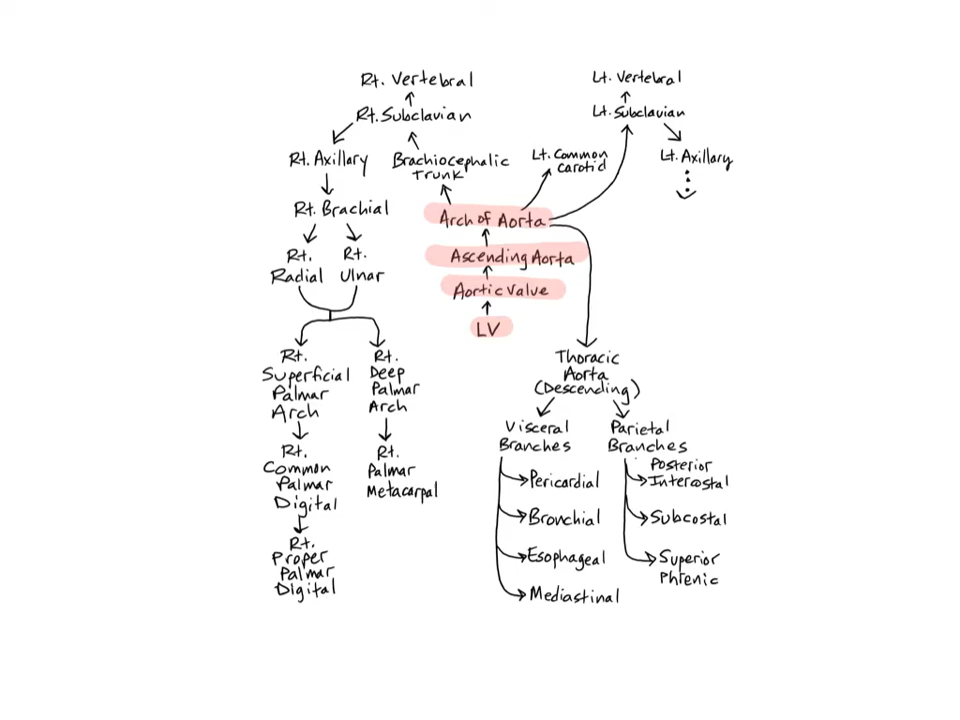 Rt. Vertebral
Lt. Vertebral
Rt. Subclavian
Lt. Subclavian
Rt. Axillary
Brachiocephalic
Trunk
Lt. Common
Carotid
Lt. Axillary
Rt. Brachial
Arch of Aorta
Rt.
Radial
Rt.
Ulnar
Ascending Aorta
Aortic Valve
LV
Rt.
Superficial
Palmar
Arch
Rt.
Deep
Palmar
Arch
Thoracic
Aorta
(Descending)
Rt.
Common
Palmar
Digital
Rt.
Palmar
Metacarpal
Visceral
Branches
Parietal
Branches
Pericardial
Bronchial
Esophageal
Mediastinal
Posterior
Intercostal
Subcostal
Superior
Phrenic
Rt.
Proper
Palmar
Digital